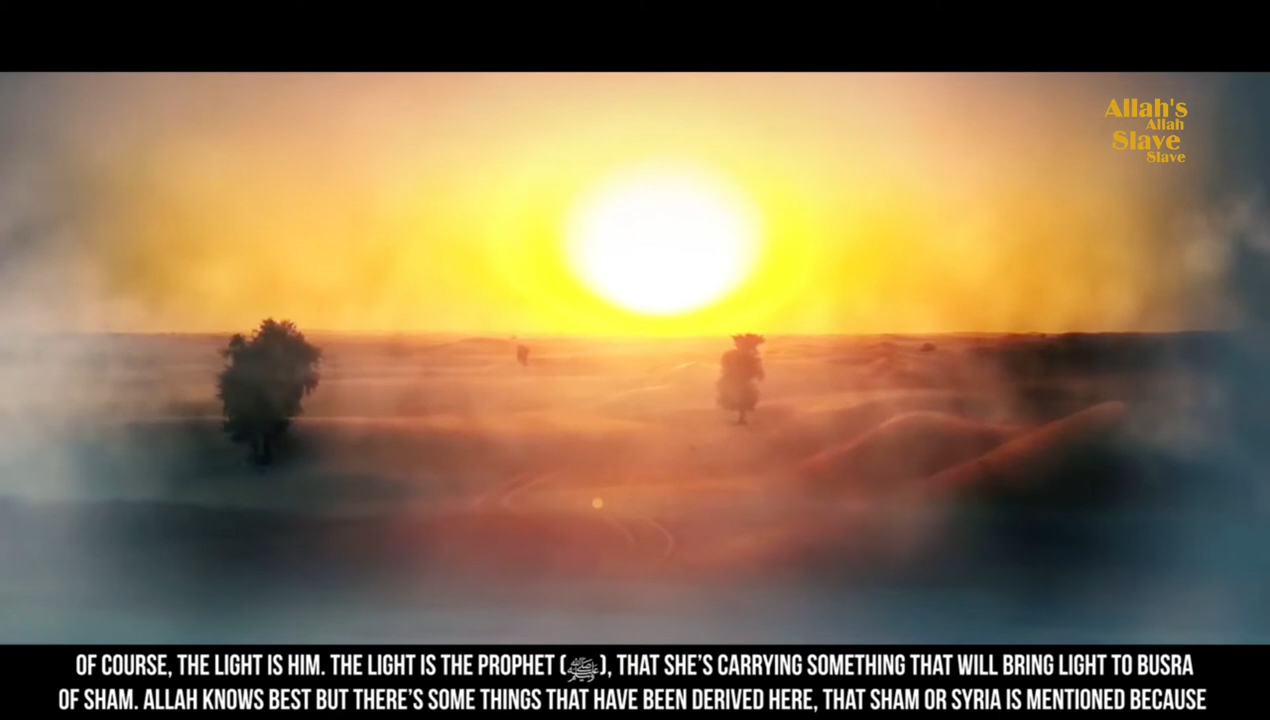 Allah's
Allah
Slave
Slave
OF COURSE, THE LIGHT IS HIM. THE LIGHT IS THE PROPHET (ﷺ), THAT SHE'S CARRYING SOMETHING THAT WILL BRING LIGHT TO BUSRA
OF SHAM. ALLAH KNOWS BEST BUT THERE'S SOME THINGS THAT HAVE BEEN DERIVED HERE, THAT SHAM OR SYRIA IS MENTIONED BECAUSE